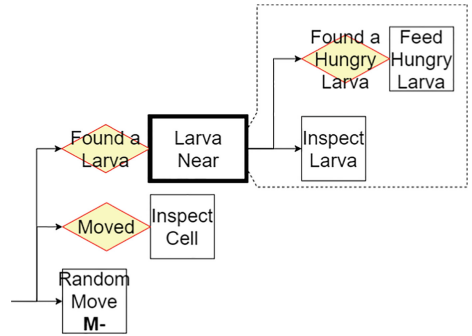 Found a
Hungry
Larva
Feed
Hungry
Larva
Found a
Larva
Larva
Near
Inspect
Larva
Moved
Inspect
Cell
Random
Move
M-